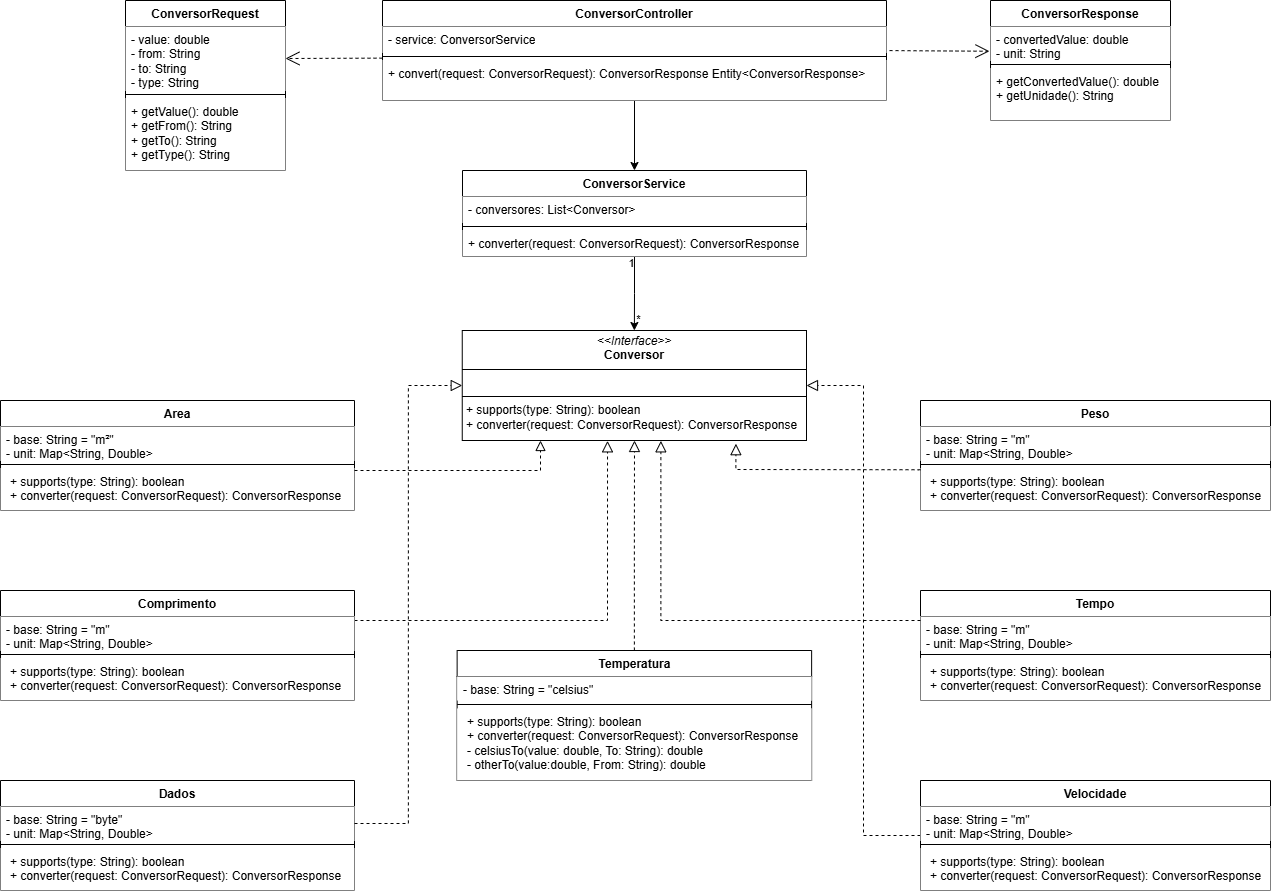 ConversorRequest
- value: double
- from: String
- to: String
- type: String
+ getValue(): double
+ getFrom(): String
+ getTo(): String
+ getType(): String
ConversorController
- service: ConversorService
+ convert(request: ConversorRequest): ConversorResponse Entity<ConversorResponse>
ConversorResponse
- convertedValue: double
- unit: String
+ getConvertedValue(): double
+ getUnidade(): String
ConversorService
- conversores: List<Conversor>
+ converter(request: ConversorRequest): ConversorResponse
1
*
<<Interface>>
Conversor
+ supports(type: String): boolean
+ converter(request: ConversorRequest): ConversorResponse
Area
- base: String = "m²"
- unit: Map<String, Double>
+ supports(type: String): boolean
+ converter(request: ConversorRequest): ConversorResponse
Peso
- base: String = "m"
- unit: Map<String, Double>
+ supports(type: String): boolean
+ converter(request: ConversorRequest): ConversorResponse
Comprimento
- base: String = "m"
- unit: Map<String, Double>
+ supports(type: String): boolean
+ converter(request: ConversorRequest): ConversorResponse
Tempo
- base: String = "m"
- unit: Map<String, Double>
+ supports(type: String): boolean
+ converter(request: ConversorRequest): ConversorResponse
Temperatura
- base: String = "celsius"
+ supports(type: String): boolean
+ converter(request: ConversorRequest): ConversorResponse
- celsiusTo(value: double, To: String): double
- otherTo(value:double, From: String): double
Dados
- base: String = "byte"
- unit: Map<String, Double>
+ supports(type: String): boolean
+ converter(request: ConversorRequest): ConversorResponse
Velocidade
- base: String = "m"
- unit: Map<String, Double>
+ supports(type: String): boolean
+ converter(request: ConversorRequest): ConversorResponse